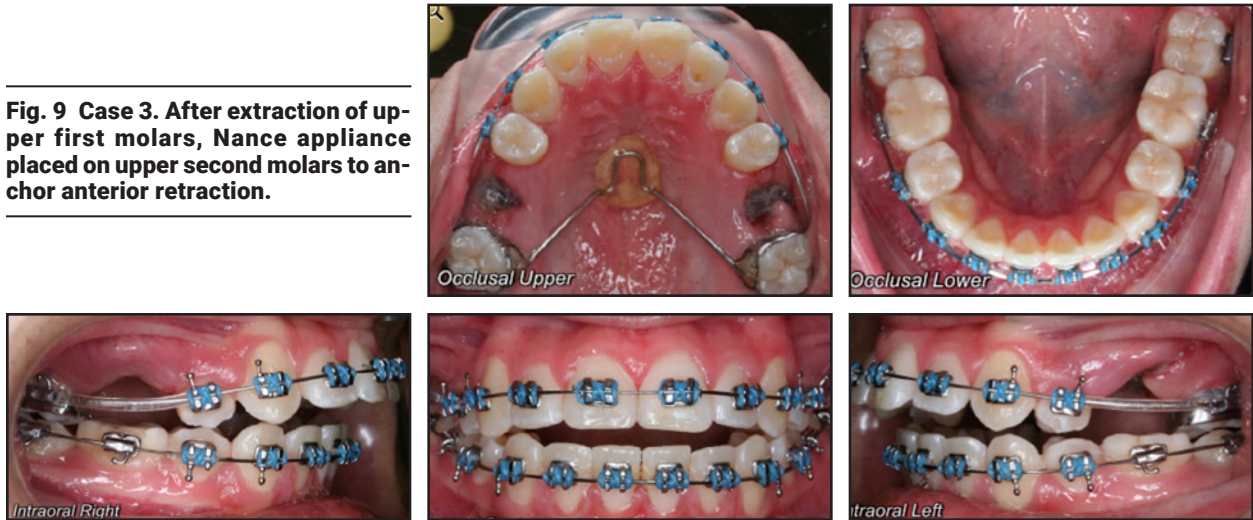 Fig. 9 Case 3. After extraction of up-
per first molars, Nance appliance
placed on upper second molars to an-
chor anterior retraction.
Occlusal Upper
Occlusal Lower
Intraoral Right
traoral Left